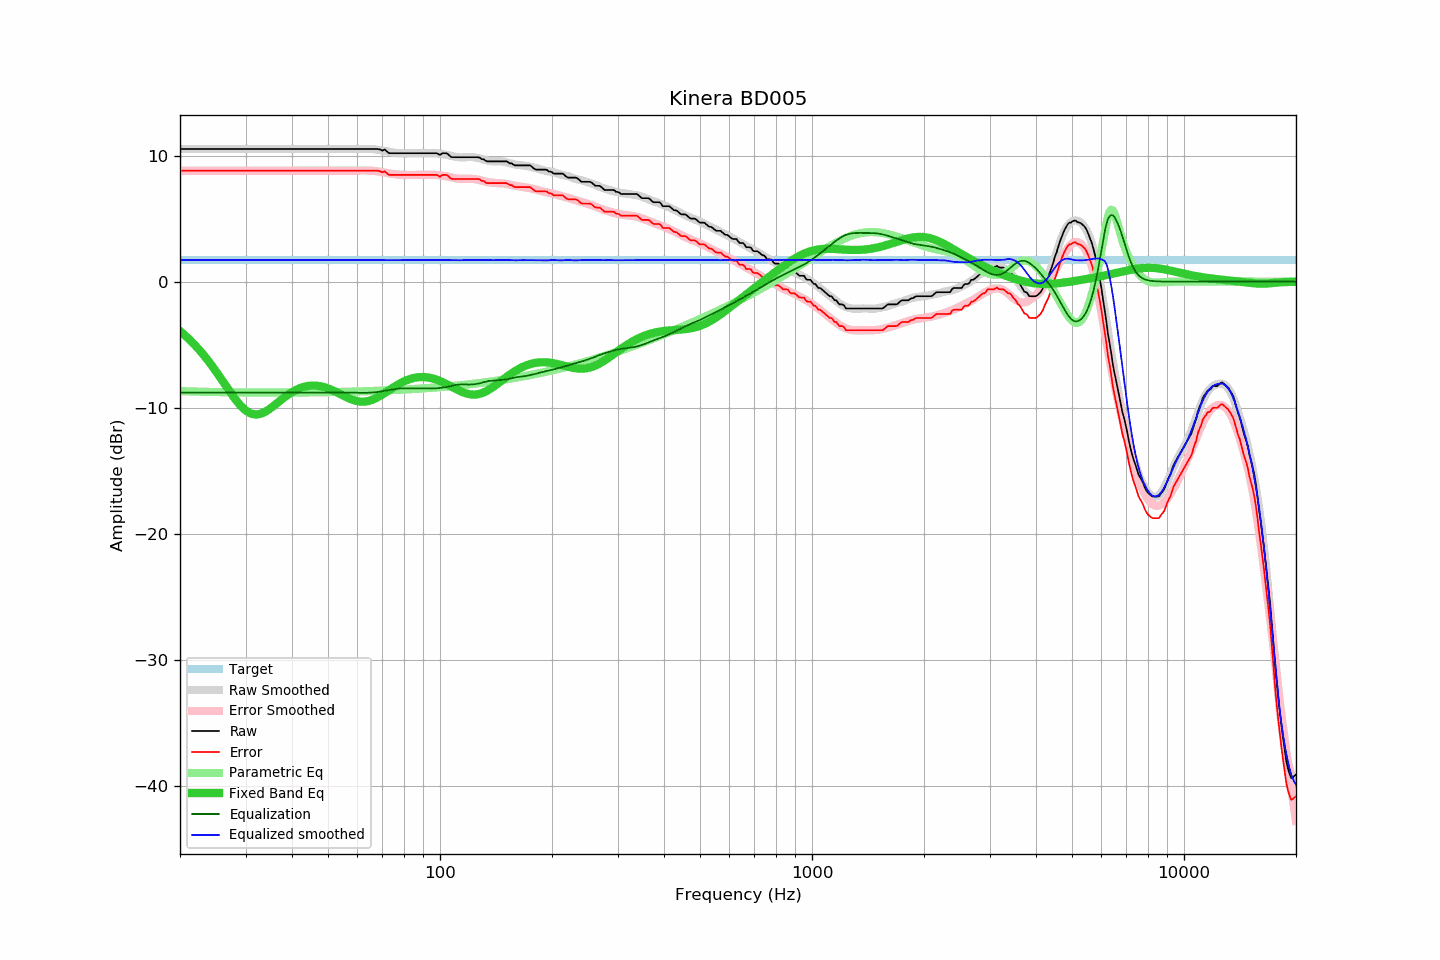 Kinera BD005
10
0
−10
−20
−30
−40
Amplitude (dBr)
Target
Raw Smoothed
Error Smoothed
Raw
Error
Parametric Eq
Fixed Band Eq
Equalization
Equalized smoothed
100 1000 10000
Frequency (Hz)